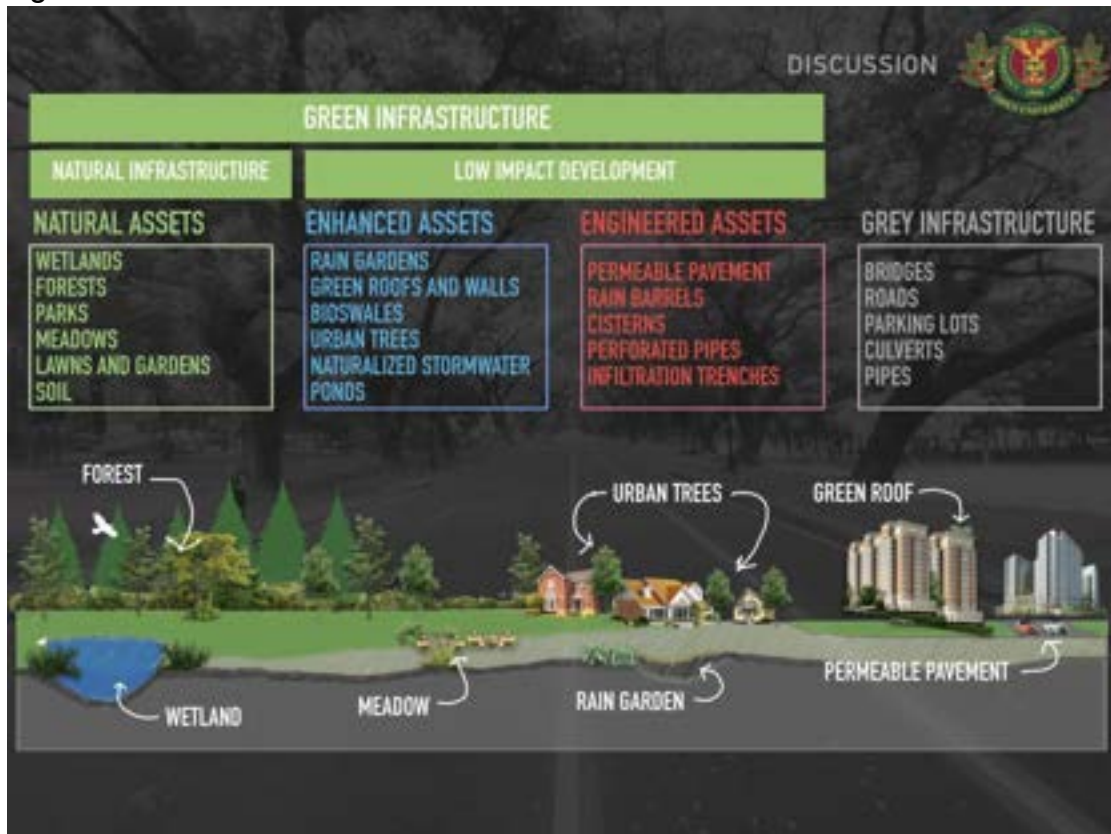 DISCUSSION
GREEN INFRASTRUCTURE
NATURAL INFRASTRUCTURE
LOW IMPACT DEVELOPMENT
NATURAL ASSETS
WETLANDS
FORESTS
PARKS
MEADOWS
LAWNS AND GARDENS
SOIL
ENHANCED ASSETS
RAIN GARDENS
GREEN ROOFS AND WALLS
BIOSWALES
URBAN TREES
NATURALIZED STORMWATER
PONDS
ENGINEERED ASSETS
PERMEABLE PAVEMENT
RAIN BARRELS
CISTERNS
PERFORATED PIPES
INFILTRATION TRENCHES
GREY INFRASTRUCTURE
BRIDGES
ROADS
PARKING LOTS
CULVERTS
PIPES
FOREST
URBAN TREES
GREEN ROOF
WETLAND
MEADOW
RAIN GARDEN
PERMEABLE PAVEMENT